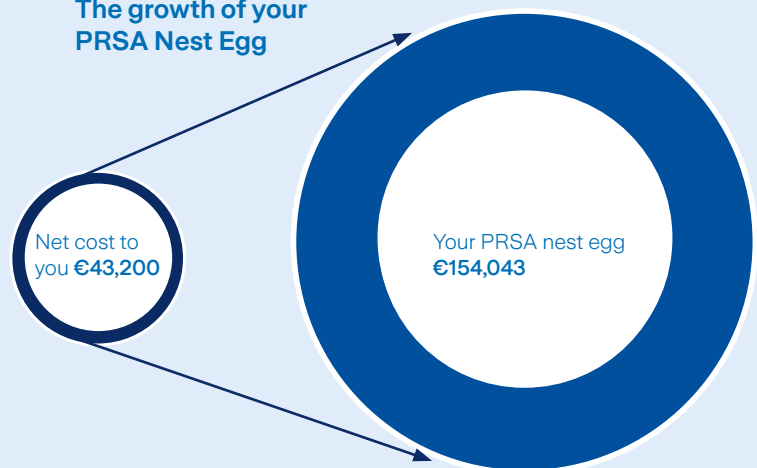 The growth of your
PRSA Nest Egg
Net cost to
you €43,200
Your PRSA nest egg
€154,043